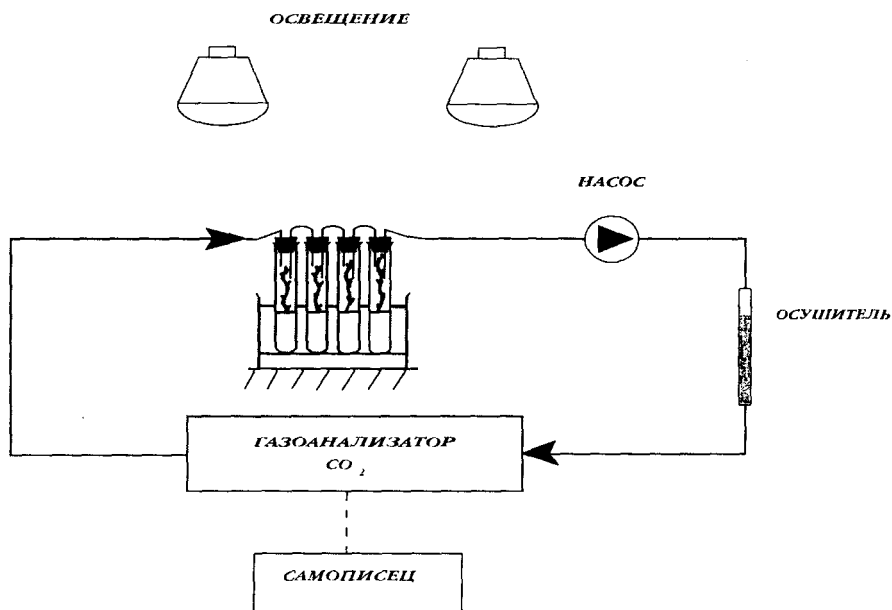 ОСВЕЩЕНИЕ
НАСОС
ОСУШИТЕЛЬ
ГАЗОАНАЛИЗАТОР
CO 2
САМОПИСЕЦ